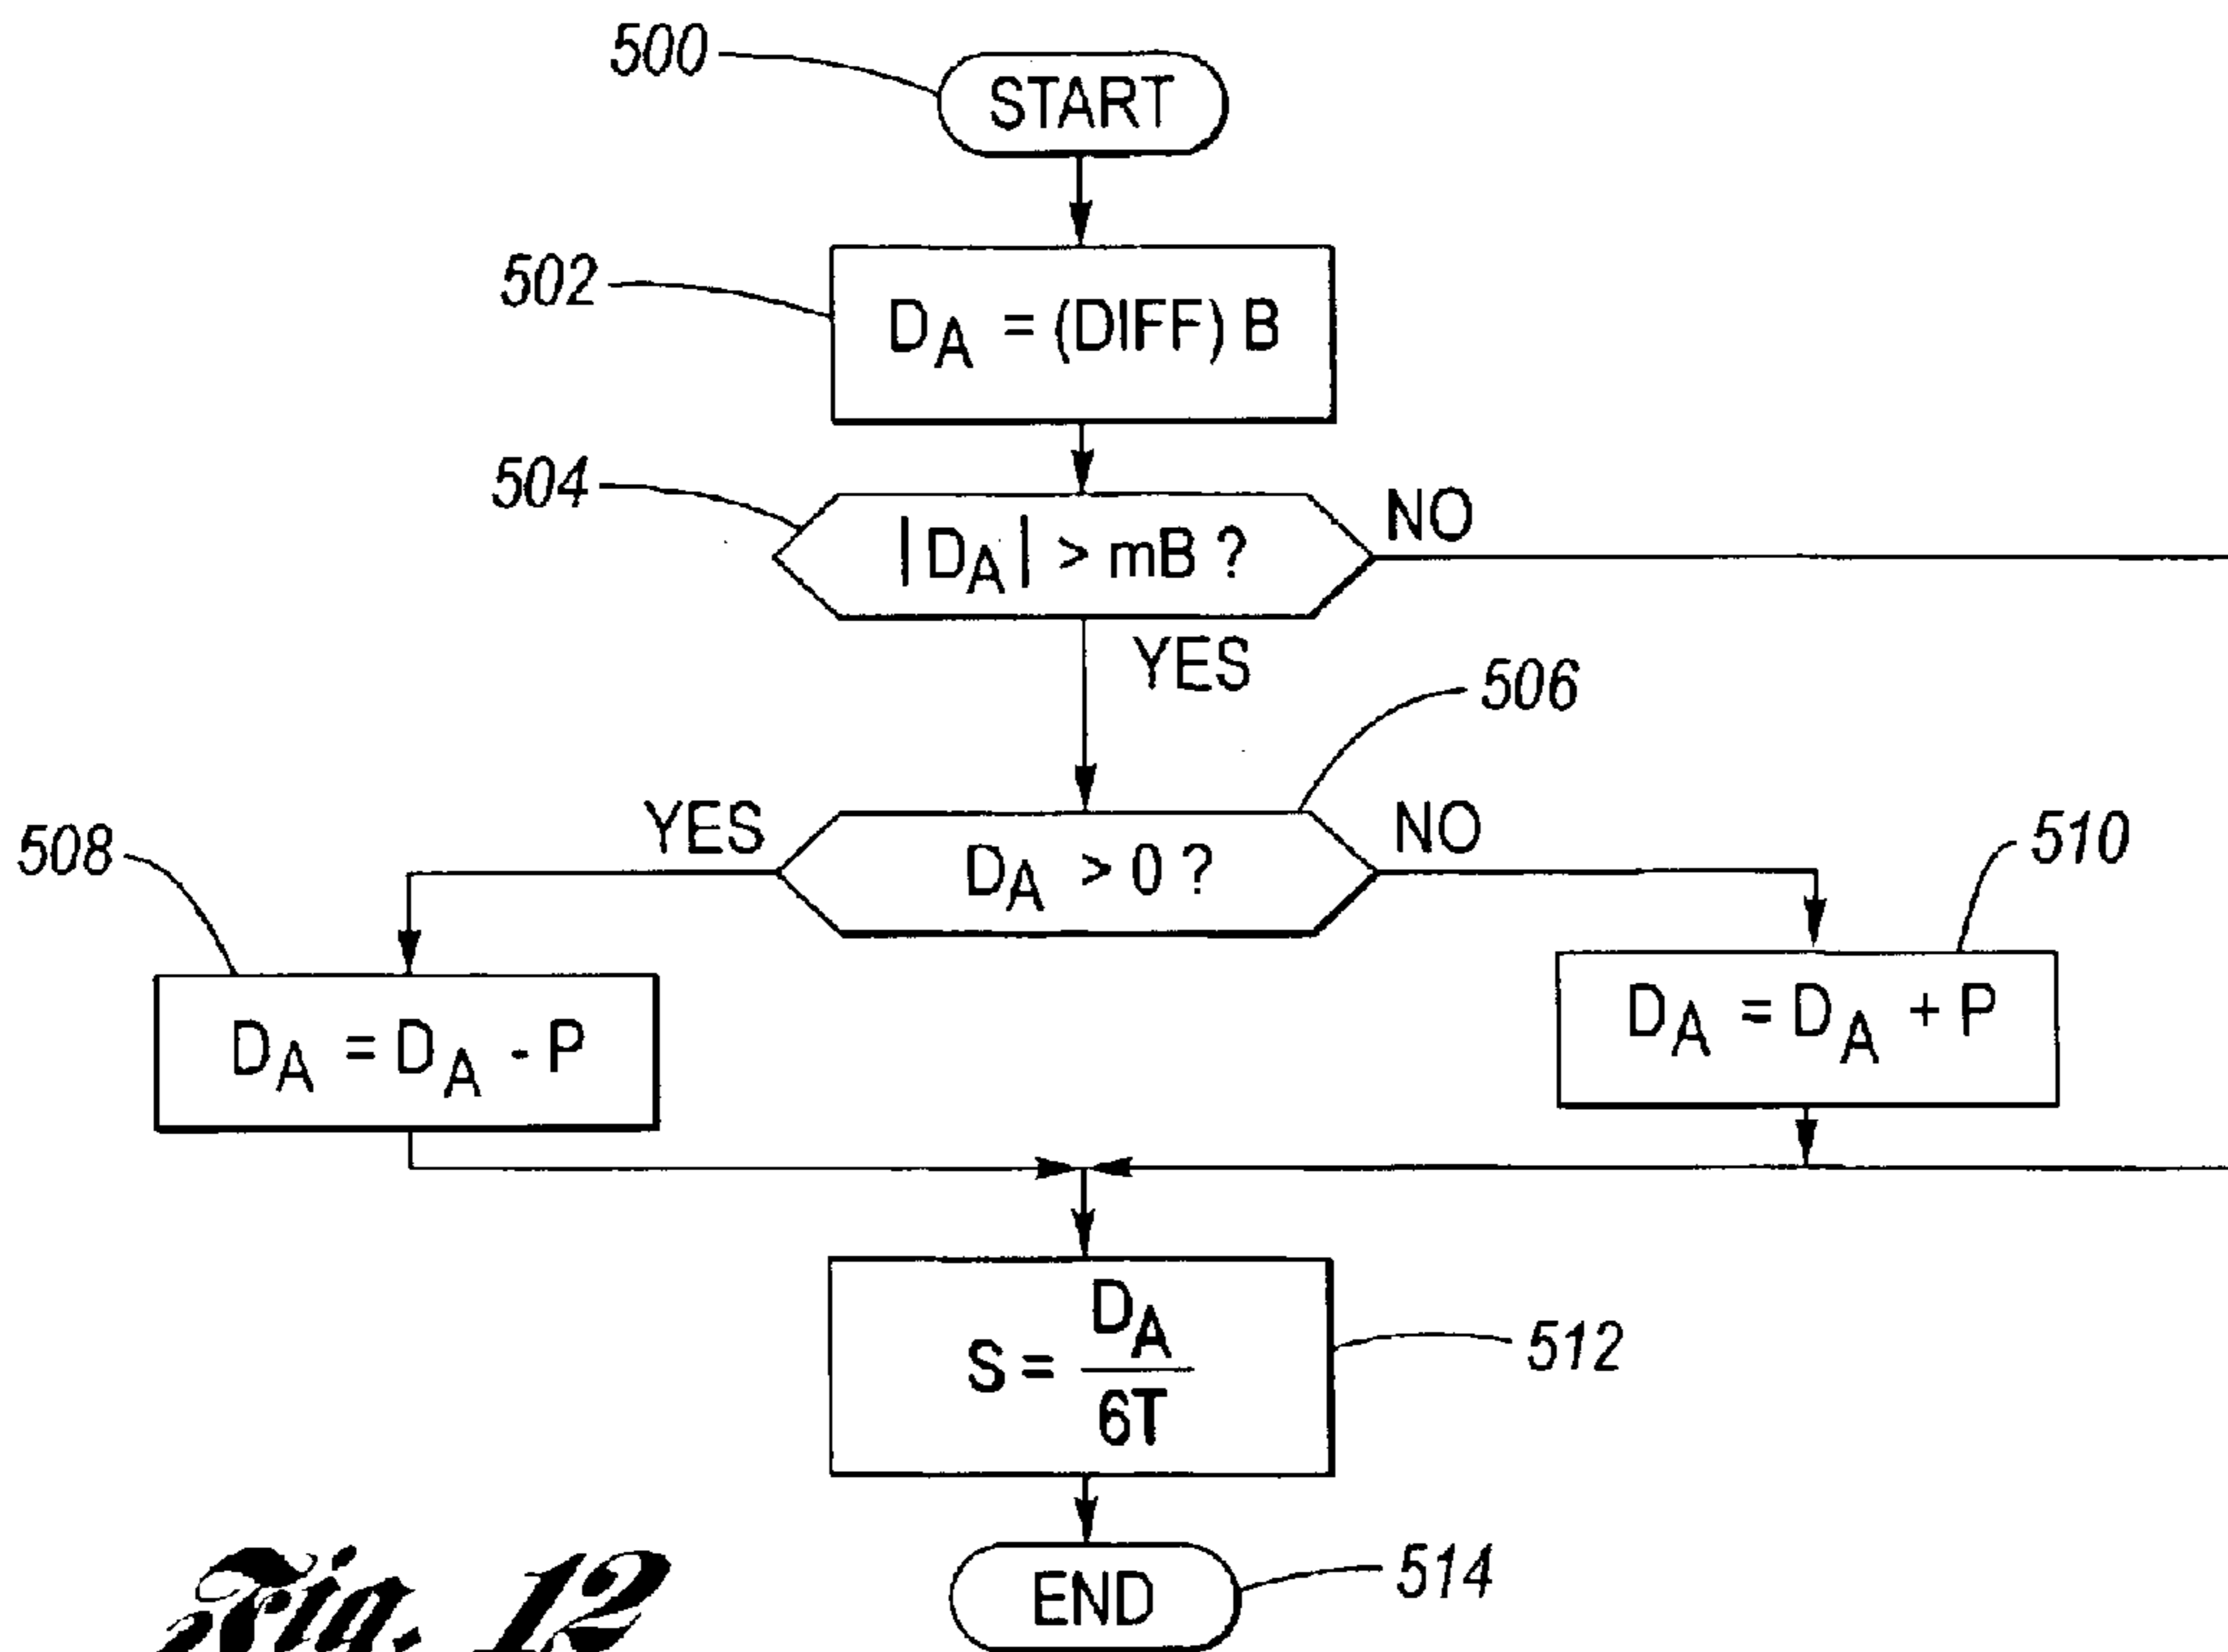 500
START
502
D_A = (DIFF) B
504
|D_A| > mB ?
NO
YES
506
YES
D_A > 0 ?
NO
508
510
D_A = D_A - P
D_A = D_A + P
S = D_A / 6T
512
END
514
Fig. 12